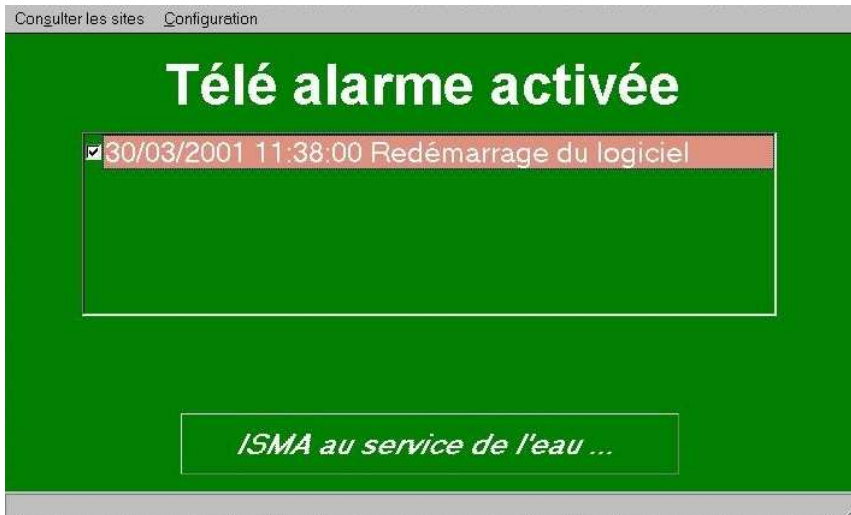 Consulter les sites Configuration
Télé alarme activée
30/03/2001 11:38:00 Redémarrage du logiciel
ISMA au service de l'eau ...